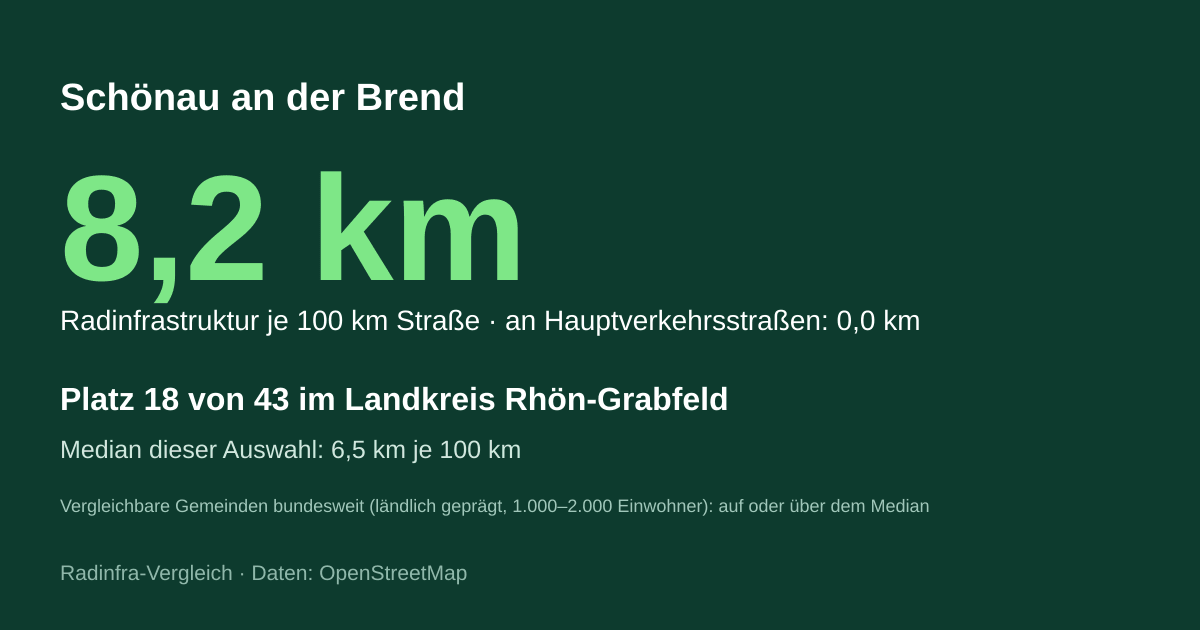 Schönau an der Brend
8,2 km
Radinfrastruktur je 100 km Straße · an Hauptverkehrsstraßen: 0,0 km
Platz 18 von 43 im Landkreis Rhön-Grabfeld
Median dieser Auswahl: 6,5 km je 100 km
Vergleichbare Gemeinden bundesweit (ländlich geprägt, 1.000–2.000 Einwohner): auf oder über dem Median
Radinfra-Vergleich · Daten: OpenStreetMap